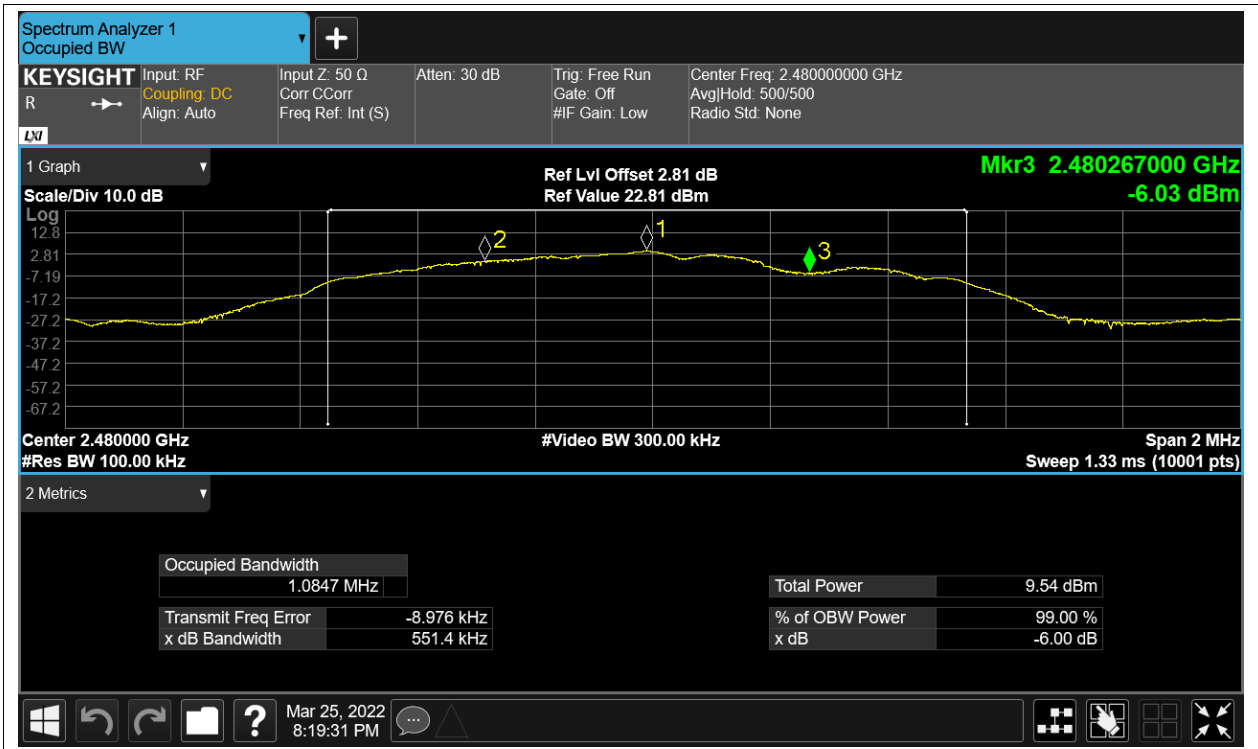 Spectrum Analyzer 1
Occupied BW
KEYSIGHT
R
LXI
Input: RF
Coupling: DC
Align: Auto
Input Z: 50 Ω
Corr CCorr
Freq Ref: Int (S)
Atten: 30 dB
Trig: Free Run
Gate: Off
#IF Gain: Low
Center Freq: 2.480000000 GHz
Avg|Hold: 500/500
Radio Std: None
1 Graph
Scale/Div 10.0 dB
Ref Lvl Offset 2.81 dB
Ref Value 22.81 dBm
Mkr3 2.480267000 GHz
-6.03 dBm
Log
12.8
2.81
-7.19
-17.2
-27.2
-37.2
-47.2
-57.2
-67.2
2
1
3
Center 2.480000 GHz
#Res BW 100.00 kHz
#Video BW 300.00 kHz
Span 2 MHz
Sweep 1.33 ms (10001 pts)
2 Metrics
Occupied Bandwidth
1.0847 MHz
Transmit Freq Error -8.976 kHz
x dB Bandwidth 551.4 kHz
Total Power 9.54 dBm
% of OBW Power 99.00 %
x dB -6.00 dB
?
Mar 25, 2022
8:19:31 PM